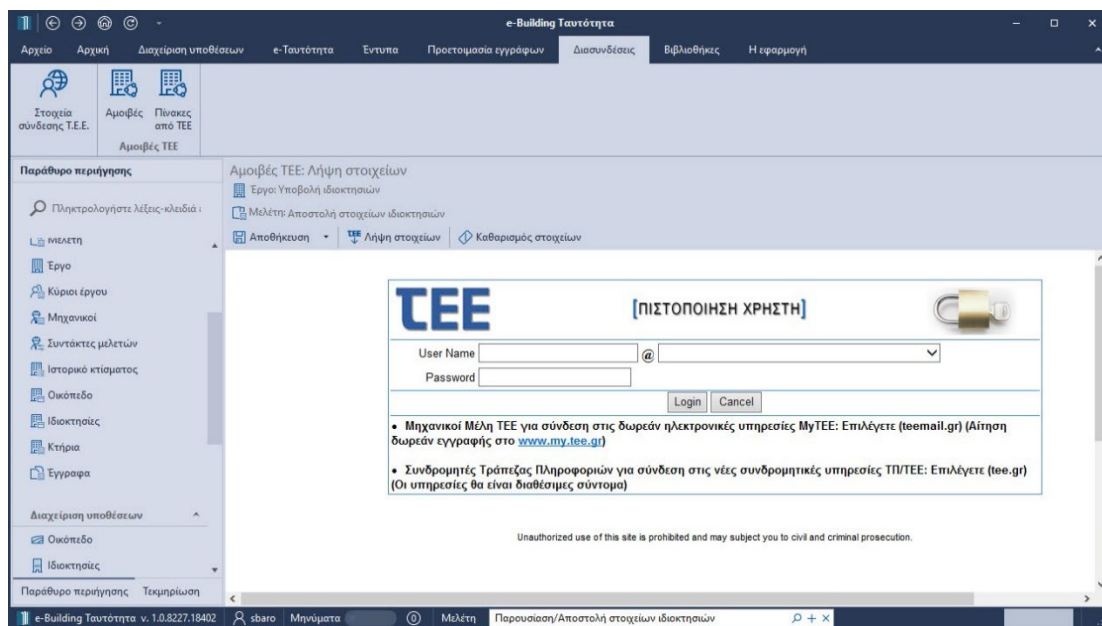 e-Building Ταυτότητα
Αρχείο Αρχική Διαχείριση υποθέσεων e-Ταυτότητα Έντυπα Προετοιμασία εγγράφων Διασυνδέσεις Βιβλιοθήκες Η εφαρμογή
Στοιχεία σύνδεσης Τ.Ε.Ε.
Αμοιβές
Πίνακες από ΤΕΕ
Αμοιβές ΤΕΕ
Παράθυρο περιήγησης
Πληκτρολογήστε λέξεις-κλειδιά
Μελέτη
Έργο
Κύριοι έργου
Μηχανικοί
Συντάκτες μελετών
Ιστορικό κτίσματος
Οικόπεδο
Ιδιοκτησίες
Κτήρια
Έγγραφα
Διαχείριση υποθέσεων
Οικόπεδο
Ιδιοκτησίες
Παράθυρο περιήγησης Τεκμηρίωση
Αμοιβές ΤΕΕ: Λήψη στοιχείων
Έργο: Υποβολή ιδιοκτησιών
Μελέτη: Αποστολή στοιχείων ιδιοκτησιών
Αποθήκευση ΤΕΕ Λήψη στοιχείων Καθαρισμός στοιχείων
ΤΕΕ [ΠΙΣΤΟΠΟΙΗΣΗ ΧΡΗΣΤΗ]
User Name @
Password
Login Cancel
• Μηχανικοί Μέλη ΤΕΕ για σύνδεση στις δωρεάν ηλεκτρονικές υπηρεσίες MyTEE: Επιλέγετε (teemail.gr) (Αίτηση
δωρεάν εγγραφής στο www.my.tee.gr)
• Συνδρομητές Τράπεζας Πληροφοριών για σύνδεση στις νέες συνδρομητικές υπηρεσίες ΤΠ/ΤΕΕ: Επιλέγετε (tee.gr)
(Οι υπηρεσίες θα είναι διαθέσιμες σύντομα)
Unauthorized use of this site is prohibited and may subject you to civil and criminal prosecution.
e-Building Ταυτότητα v. 1.0.8227.18402 sbaro Μηνύματα (0) Μελέτη Παρουσίαση/Αποστολή στοιχείων ιδιοκτησιών